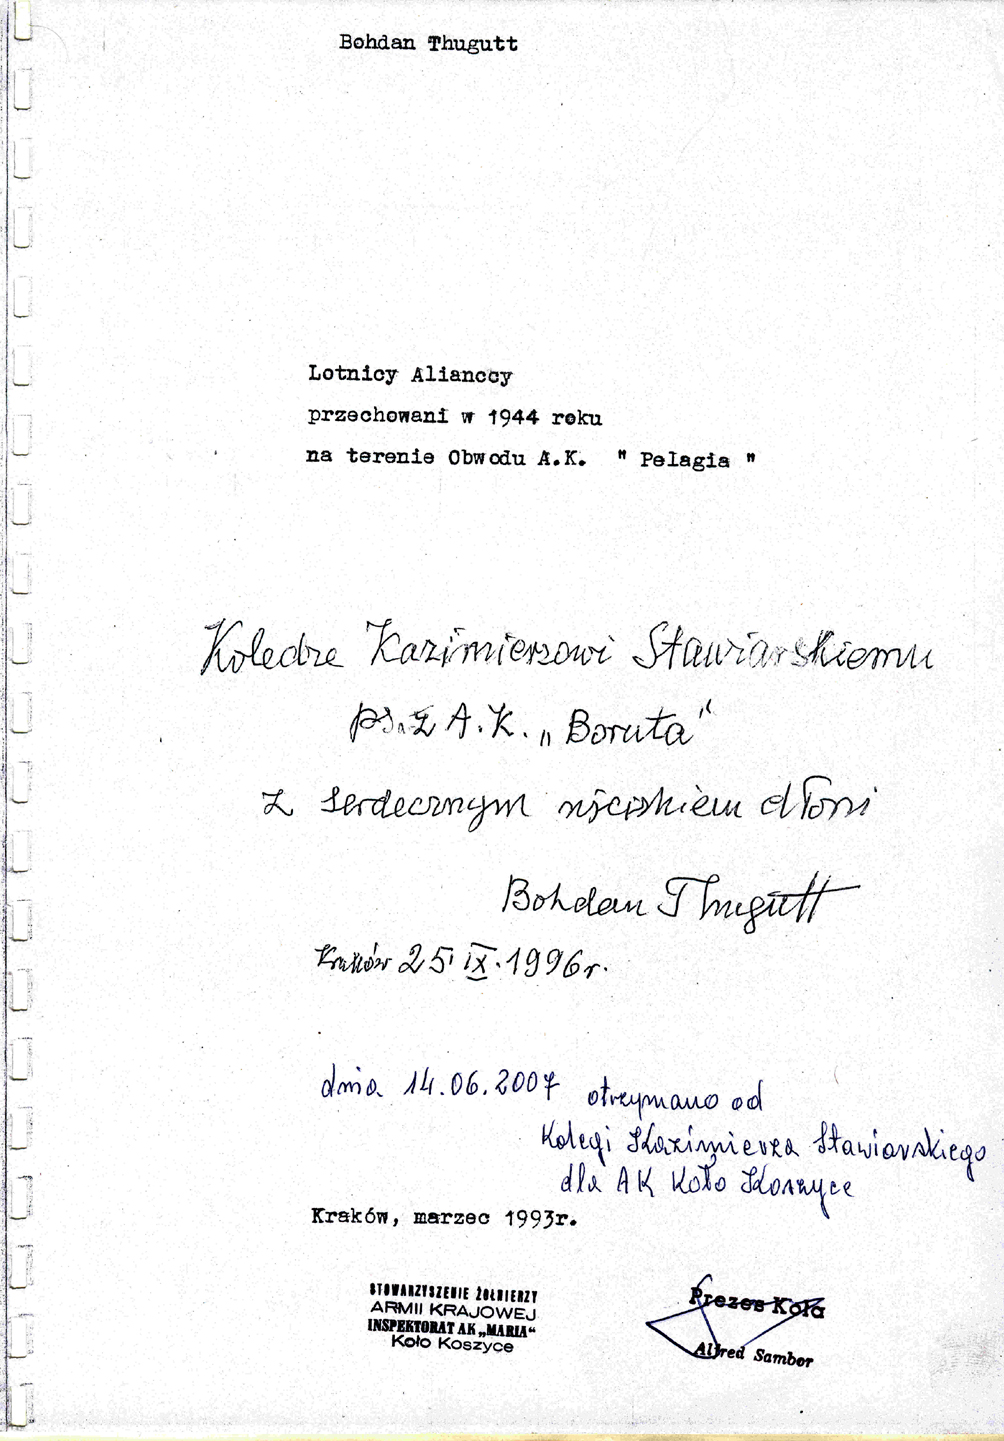 Bohdan Thugutt
Lotnicy Alianccy
przechowani w 1944 roku
na terenie Obwodu A.K. " Pelagia "
Koledze Kazimierzowi Stawiarskiemu
ps. z A.K. „Boruta"
z serdecznym uściskiem dłoni
Bohdan Thugutt
Kraków 25 IX. 1996r.
dnia 14.06.2007 otrzymano od
Kolegi Kazimierza Stawiarskiego
dla AK Koło Koszyce
Kraków, marzec 1993r.
STOWARZYSZENIE ŻOŁNIERZY
ARMII KRAJOWEJ
INSPEKTORAT AK „MARIA"
Koło Koszyce
Prezes Koła
Alfred Sambor